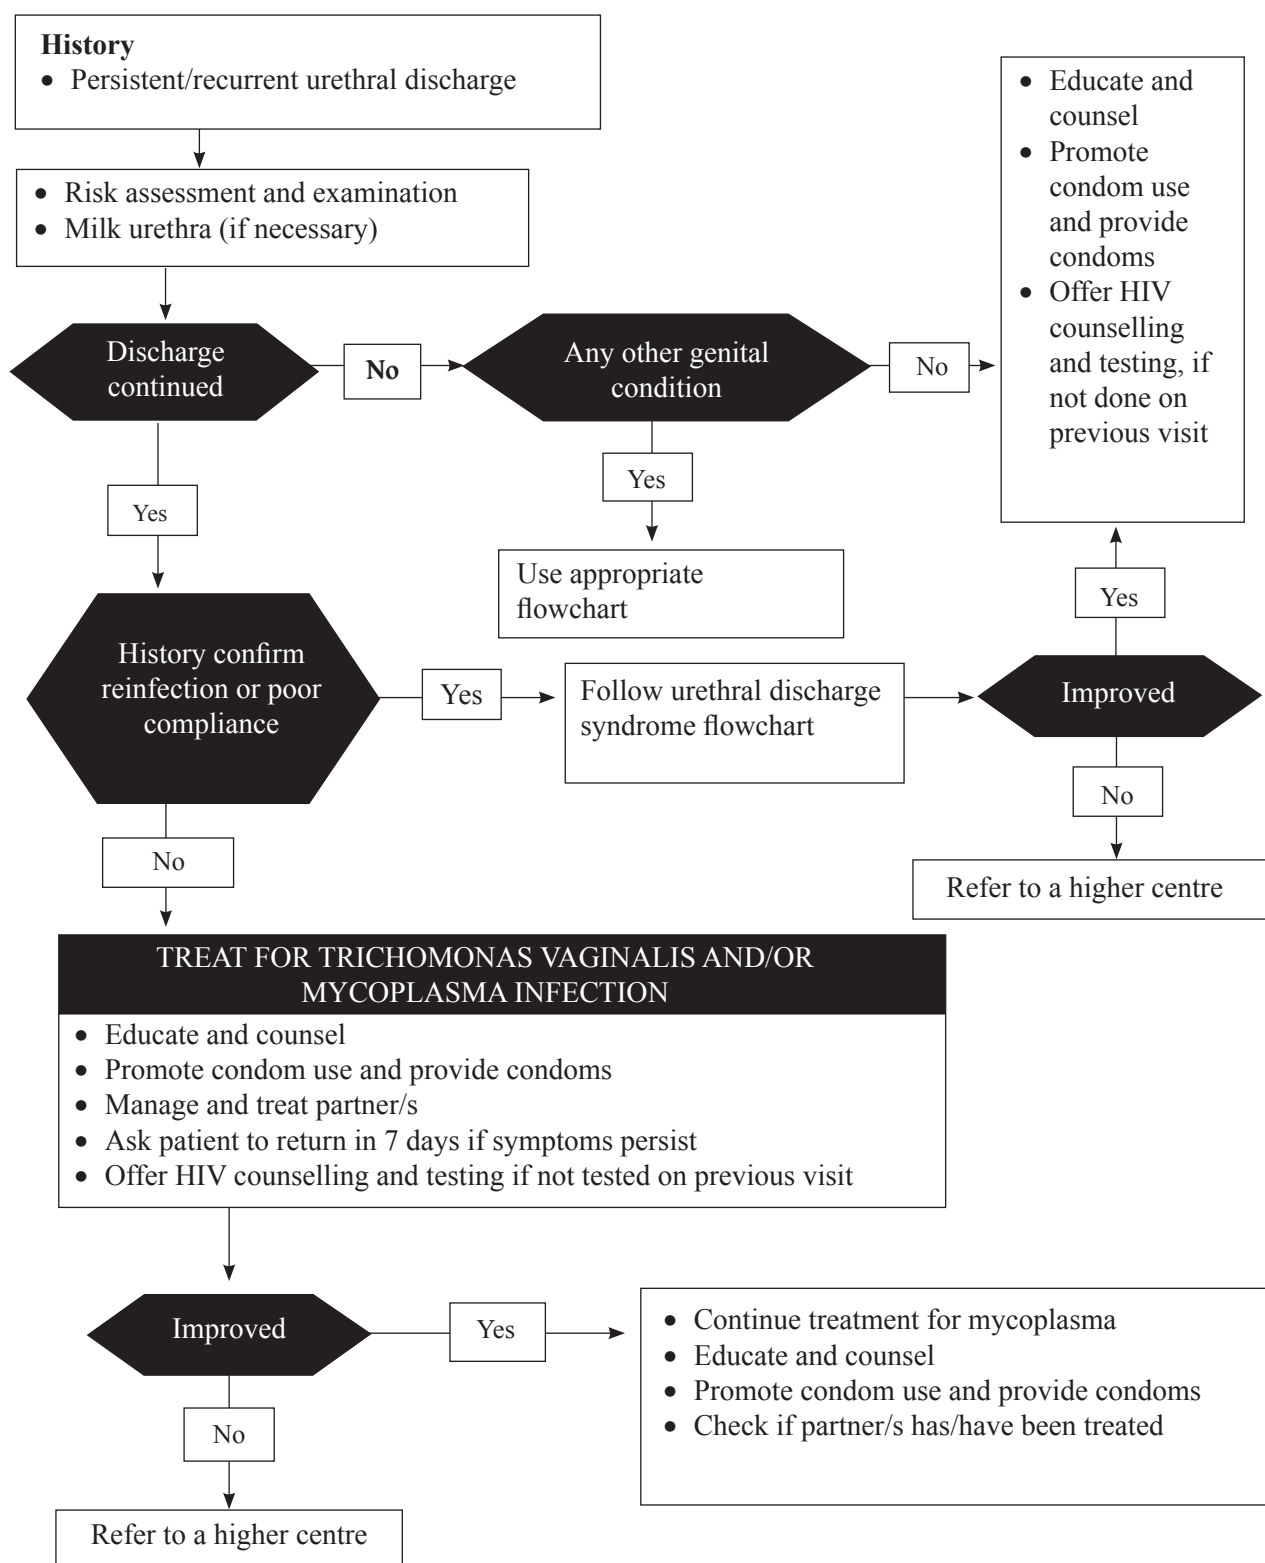 History
• Persistent/recurrent urethral discharge
• Risk assessment and examination
• Milk urethra (if necessary)
Discharge
continued
No
Any other genital
condition
No
• Educate and
counsel
• Promote
condom use
and provide
condoms
• Offer HIV
counselling
and testing, if
not done on
previous visit
Yes
Yes
Use appropriate
flowchart
Yes
History confirm
reinfection or poor
compliance
Yes
Follow urethral discharge
syndrome flowchart
Improved
No
No
Refer to a higher centre
TREAT FOR TRICHOMONAS VAGINALIS AND/OR
MYCOPLASMA INFECTION
• Educate and counsel
• Promote condom use and provide condoms
• Manage and treat partner/s
• Ask patient to return in 7 days if symptoms persist
• Offer HIV counselling and testing if not tested on previous visit
Improved
Yes
• Continue treatment for mycoplasma
• Educate and counsel
• Promote condom use and provide condoms
• Check if partner/s has/have been treated
No
Refer to a higher centre